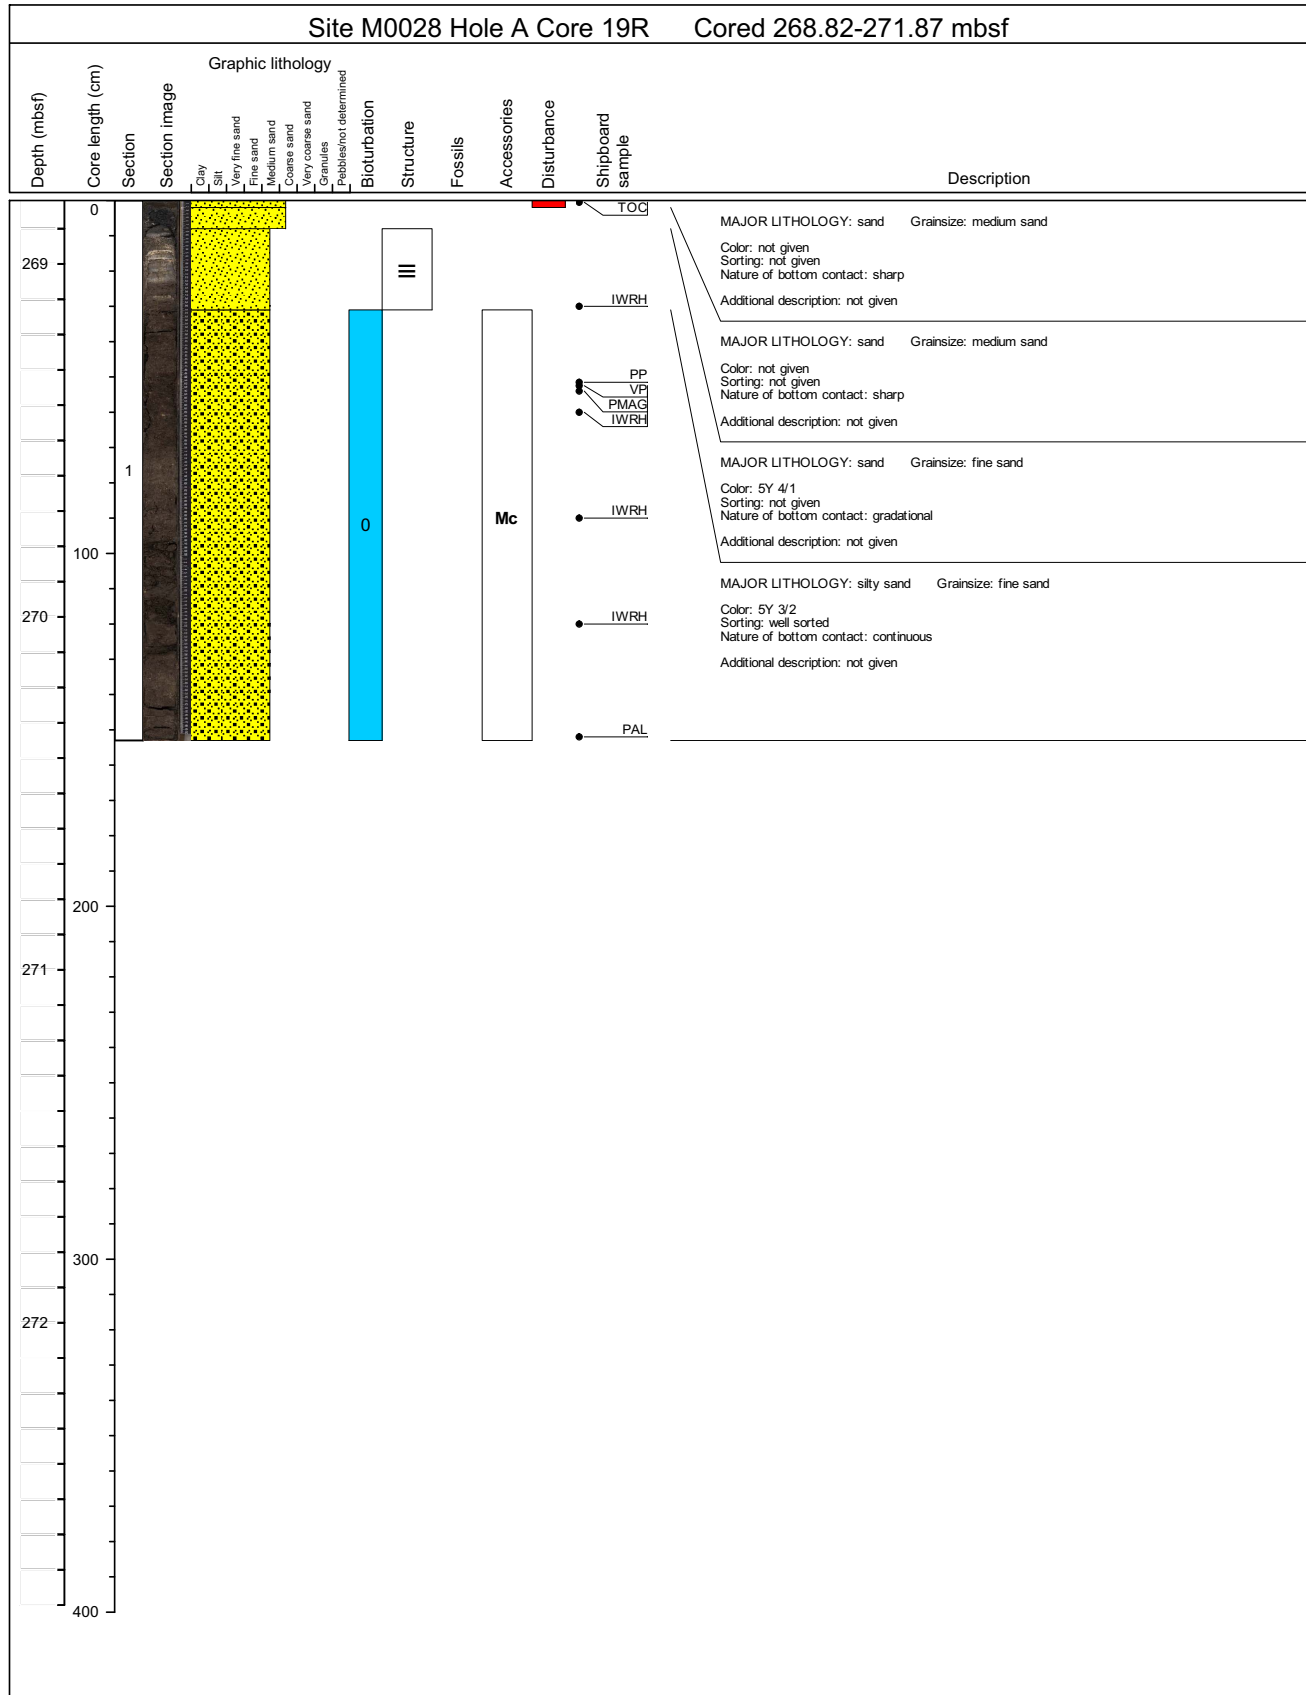 Site M0028 Hole A Core 19R Cored 268.82-271.87 mbsf
Graphic lithology
Depth (mbsf)
Core length (cm)
Section
Section image
Clay
Silt
Very fine sand
Fine sand
Medium sand
Coarse sand
Very coarse sand
Granules
Pebbles/not determined
Bioturbation
Structure
Fossils
Accessories
Disturbance
Shipboard
sample
Description
0
269
100
270
200
271
300
272
400
1
0
Mc
TOC
IWRH
PP
VP
PMAG
IWRH
IWRH
IWRH
PAL
MAJOR LITHOLOGY: sand Grainsize: medium sand
Color: not given
Sorting: not given
Nature of bottom contact: sharp
Additional description: not given
MAJOR LITHOLOGY: sand Grainsize: medium sand
Color: not given
Sorting: not given
Nature of bottom contact: sharp
Additional description: not given
MAJOR LITHOLOGY: sand Grainsize: fine sand
Color: 5Y 4/1
Sorting: not given
Nature of bottom contact: gradational
Additional description: not given
MAJOR LITHOLOGY: silty sand Grainsize: fine sand
Color: 5Y 3/2
Sorting: well sorted
Nature of bottom contact: continuous
Additional description: not given